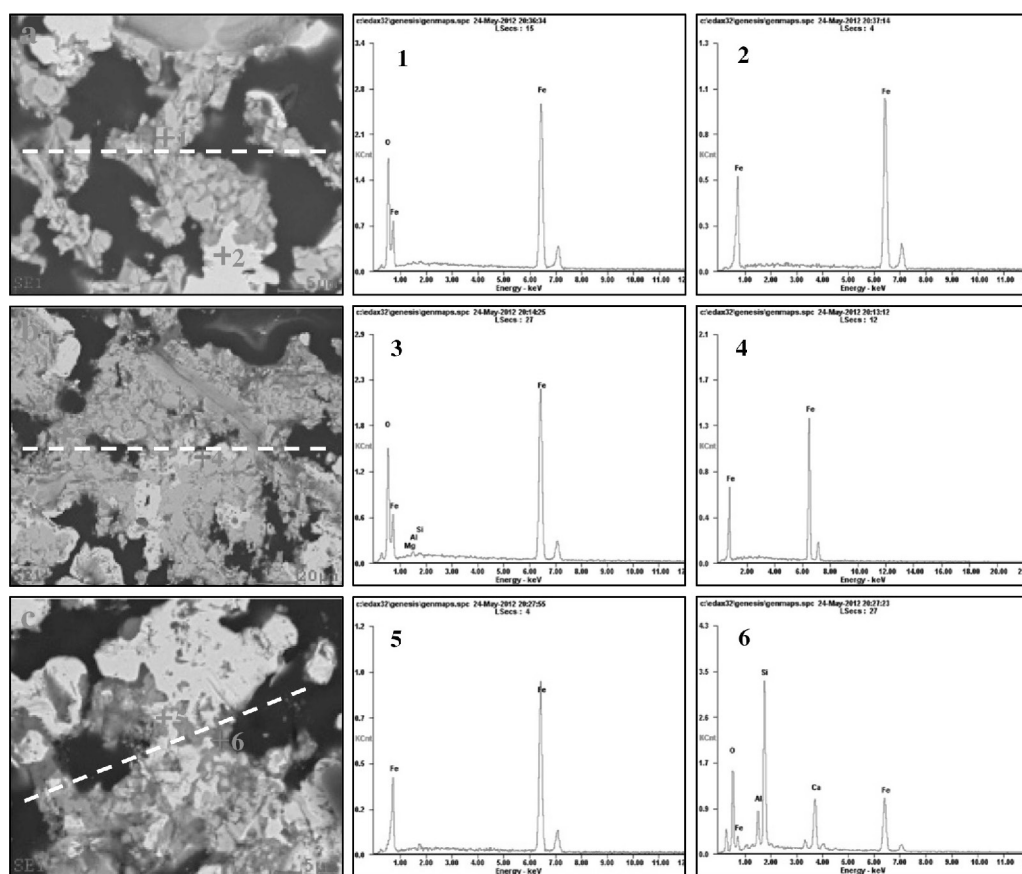 a
+1
+2
SE1
5µm
c:\edax32\genesis\genmaps.spc 24-May-2012 20:36:34
LSecs : 15
1
3.4
2.8
2.1
KCnt
1.4
0.7
0.0
O
Fe
Fe
1.00 2.00 3.00 4.00 5.00 6.00 7.00 8.00 9.00 10.00 11.00
Energy - keV
c:\edax32\genesis\genmaps.spc 24-May-2012 20:37:14
LSecs : 4
2
1.3
1.1
0.8
KCnt
0.5
0.3
0.0
Fe
Fe
1.00 2.00 3.00 4.00 5.00 6.00 7.00 8.00 9.00 10.00 11.00
Energy - keV
SE1
20µm
c:\edax32\genesis\genmaps.spc 24-May-2012 20:14:25
LSecs : 27
3
2.9
2.3
1.8
KCnt
1.2
0.6
0.0
O
Fe
Mg
Al
Si
Fe
1.00 2.00 3.00 4.00 5.00 6.00 7.00 8.00 9.00 10.00 11.00
Energy - keV
c:\edax32\genesis\genmaps.spc 24-May-2012 20:13:12
LSecs : 12
4
2.1
1.7
1.3
KCnt
0.8
0.4
0.0
Fe
Fe
2.00 4.00 6.00 8.00 10.00 12.00 14.00 16.00 18.00 20.00
Energy - keV
c
+5
+6
SE1
5µm
c:\edax32\genesis\genmaps.spc 24-May-2012 20:27:55
LSecs : 4
5
1.2
1.0
0.7
KCnt
0.5
0.2
0.0
Fe
Fe
1.00 2.00 3.00 4.00 5.00 6.00 7.00 8.00 9.00 10.00 11.00
Energy - keV
c:\edax32\genesis\genmaps.spc 24-May-2012 20:27:23
LSecs : 27
6
4.3
3.5
2.6
KCnt
1.7
0.9
0.0
O
Fe
Al
Si
Ca
Fe
1.00 2.00 3.00 4.00 5.00 6.00 7.00 8.00 9.00 10.00 11.00
Energy - keV